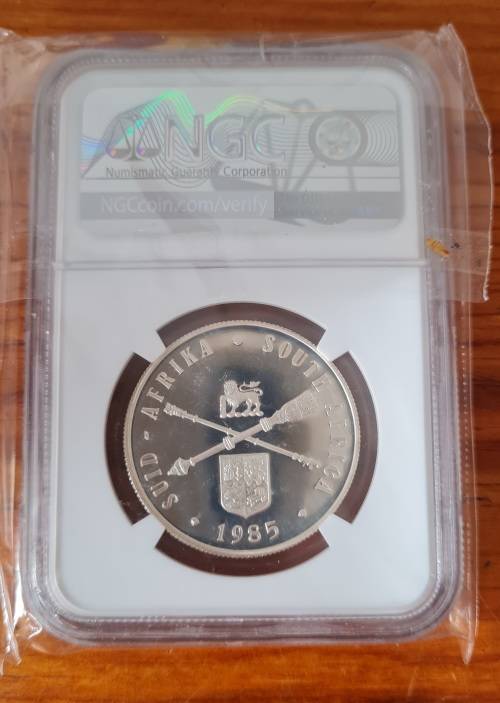 NGC
Numismatic Guaranty Corporation
NGCcoin.com/verify
SUID-AFRIKA • SOUTH AFRICA
• 1985 •